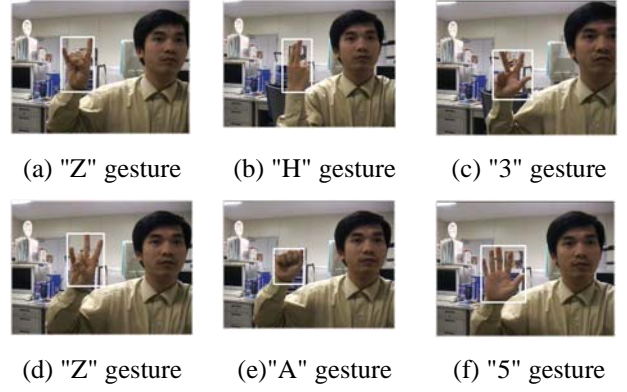 (a) "Z" gesture (b) "H" gesture (c) "3" gesture
(d) "Z" gesture (e)"A" gesture (f) "5" gesture